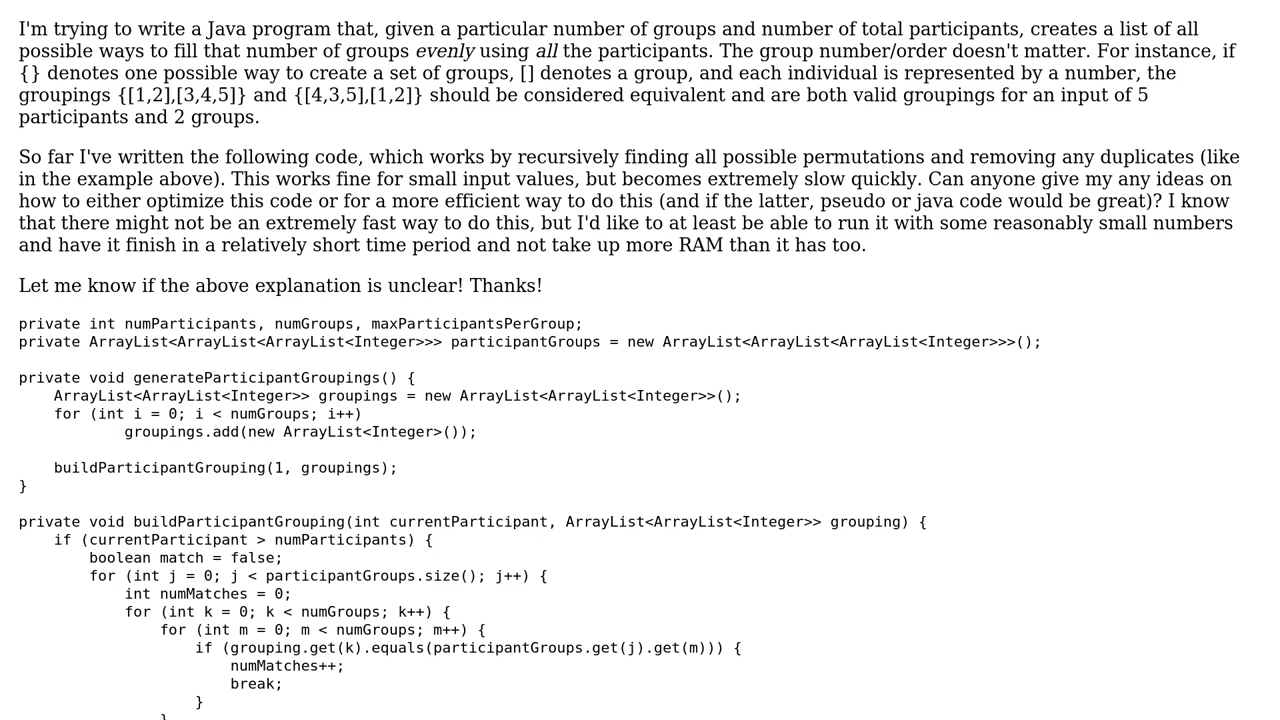 I'm trying to write a Java program that, given a particular number of groups and number of total participants, creates a list of all
possible ways to fill that number of groups evenly using all the participants. The group number/order doesn't matter. For instance, if
{} denotes one possible way to create a set of groups, [] denotes a group, and each individual is represented by a number, the
groupings {[1,2],[3,4,5]} and {[4,3,5],[1,2]} should be considered equivalent and are both valid groupings for an input of 5
participants and 2 groups.
So far I've written the following code, which works by recursively finding all possible permutations and removing any duplicates (like
in the example above). This works fine for small input values, but becomes extremely slow quickly. Can anyone give my any ideas on
how to either optimize this code or for a more efficient way to do this (and if the latter, pseudo or java code would be great)? I know
that there might not be an extremely fast way to do this, but I'd like to at least be able to run it with some reasonably small numbers
and have it finish in a relatively short time period and not take up more RAM than it has too.
Let me know if the above explanation is unclear! Thanks!
private int numParticipants, numGroups, maxParticipantsPerGroup;
private ArrayList<ArrayList<ArrayList<Integer>>> participantGroups = new ArrayList<ArrayList<ArrayList<Integer>>>();
private void generateParticipantGroupings() {
    ArrayList<ArrayList<Integer>> groupings = new ArrayList<ArrayList<Integer>>();
    for (int i = 0; i < numGroups; i++)
            groupings.add(new ArrayList<Integer>());
    buildParticipantGrouping(1, groupings);
}
private void buildParticipantGrouping(int currentParticipant, ArrayList<ArrayList<Integer>> grouping) {
    if (currentParticipant > numParticipants) {
        boolean match = false;
        for (int j = 0; j < participantGroups.size(); j++) {
            int numMatches = 0;
            for (int k = 0; k < numGroups; k++) {
                for (int m = 0; m < numGroups; m++) {
                    if (grouping.get(k).equals(participantGroups.get(j).get(m))) {
                        numMatches++;
                        break;
                    }
                }